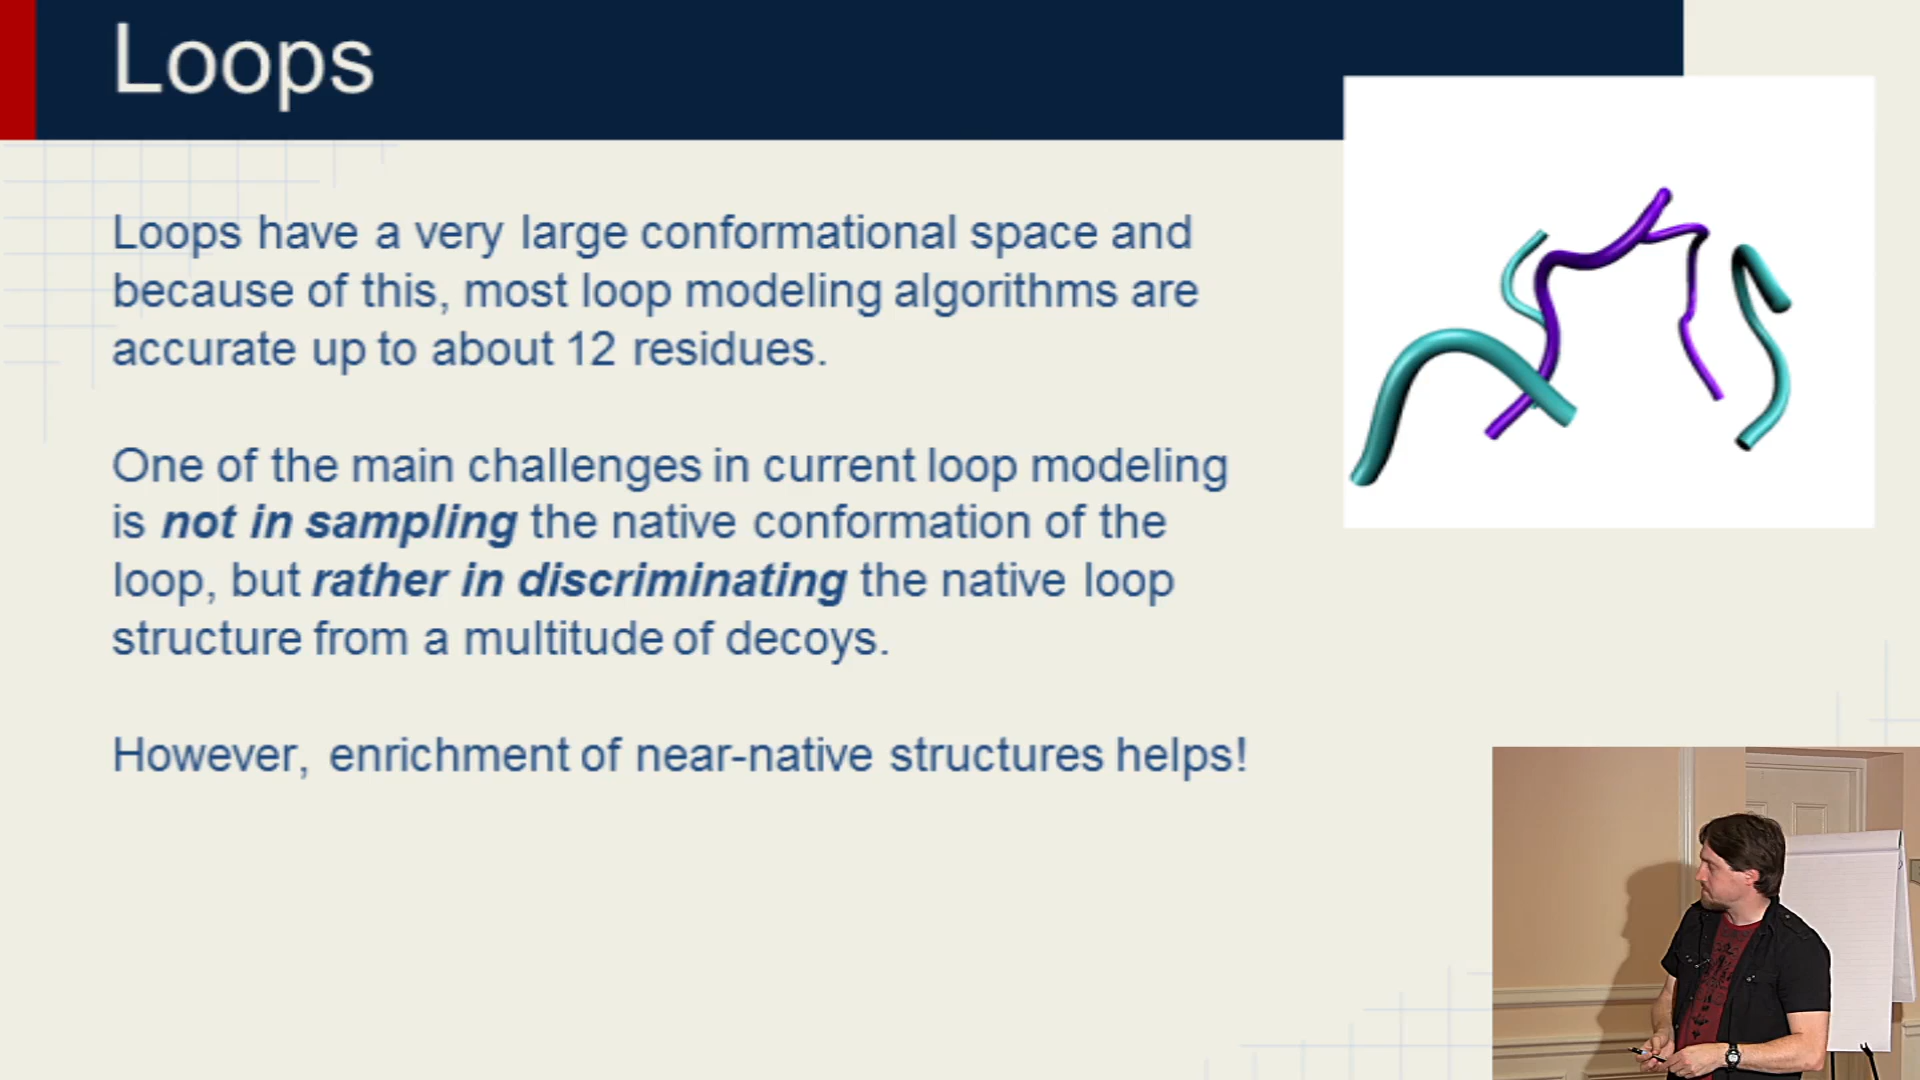 Loops
Loops have a very large conformational space and
because of this, most loop modeling algorithms are
accurate up to about 12 residues.
One of the main challenges in current loop modeling
is not in sampling the native conformation of the
loop, but rather in discriminating the native loop
structure from a multitude of decoys.
However, enrichment of near-native structures helps!